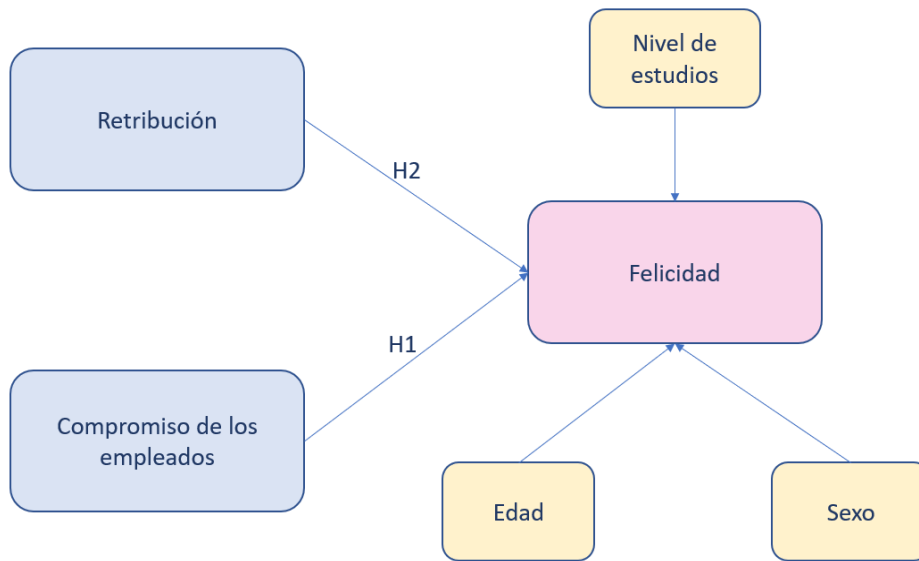 Nivel de
estudios
Retribución
H2
Felicidad
H1
Compromiso de los
empleados
Edad
Sexo